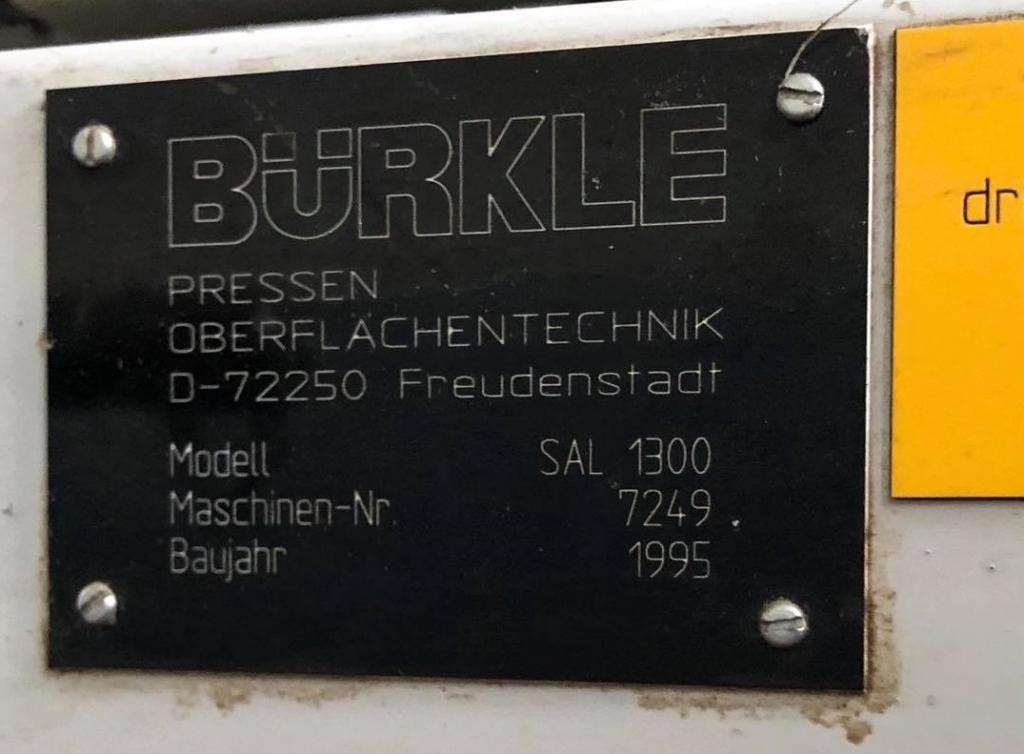 BÜRKLE
PRESSEN
OBERFLÄCHENTECHNIK
D-72250 Freudenstadt
Modell SAL 1300
Maschinen-Nr. 7249
Baujahr 1995
dr